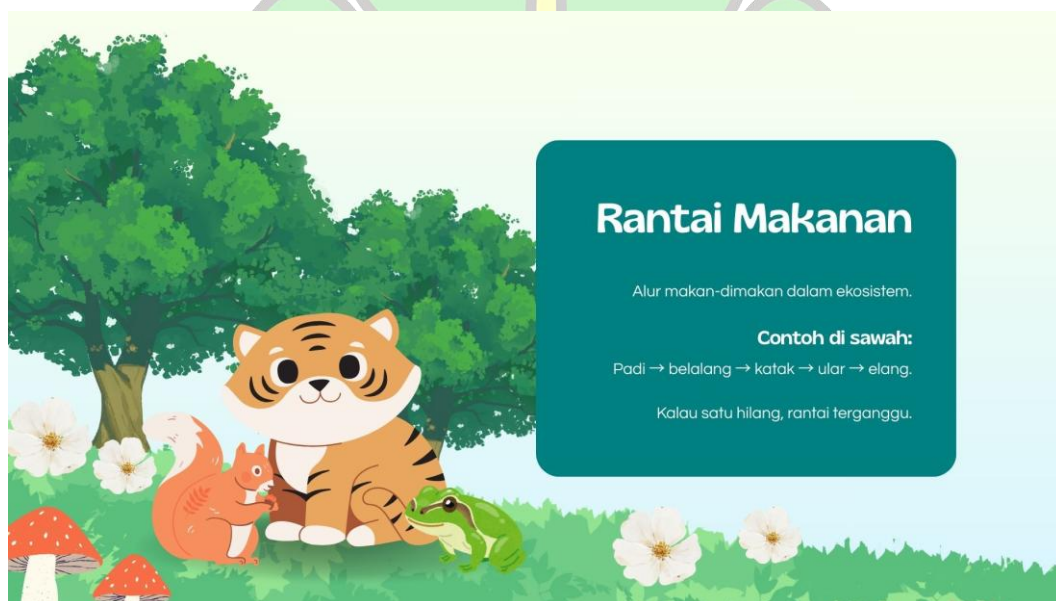 Rantai Makanan
Alur makan-dimakan dalam ekosistem.
Contoh di sawah:
Padi → belalang → katak → ular → elang.
Kalau satu hilang, rantai terganggu.